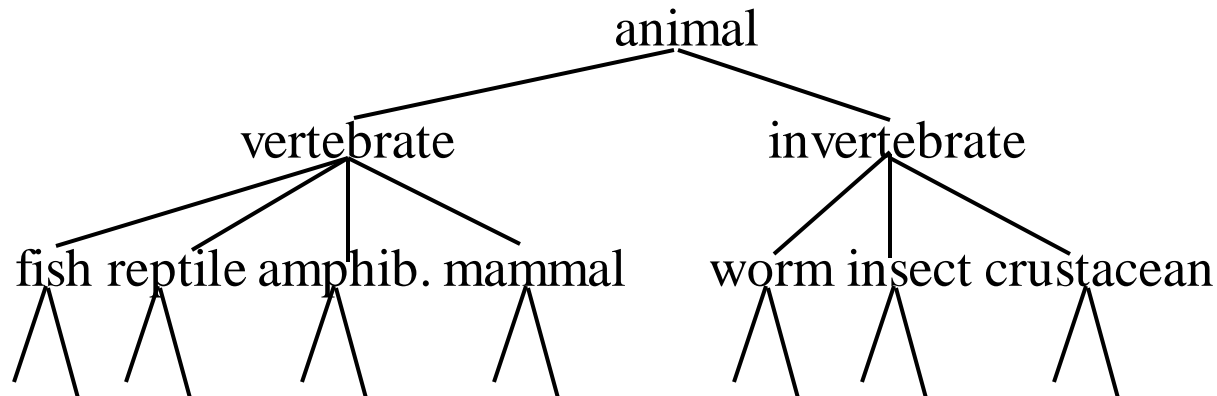 animal
vertebrate invertebrate
fish reptile amphib. mammal worm insect crustacean